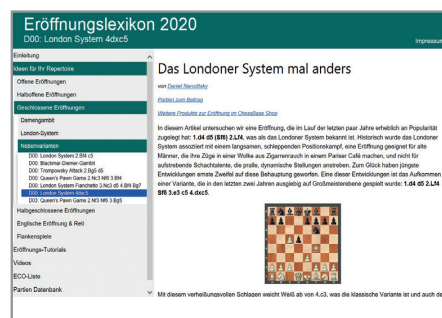 Eröffnungslexikon 2020
D00: London System 4dxc5
Impressum
Einleitung
Ideen für Ihr Repertoire
Offene Eröffnungen
Halboffene Eröffnungen
Geschlossene Eröffnungen
Damengambit
London-System
Nebenvarianten
D00: London System 2.Bf4 c5
D00: Blackmar Diemer Gambit
D00: Trompowsky Attack 2.Bg5 d5
D00: Queen's Pawn Game 2.Nc3 Nf6 3.Bf4
D00: London System Fianchetto 3.Nc3 d5 4.Bf4 Bg7
D00: London System 4dxc5
D00: Queen's Pawn Game 2.Nf3 Nf6 3.Bg5
Halbgeschlossene Eröffnungen
Englische Eröffnung & Reti
Flankenspiele
Eröffnungs-Tutorials
Videos
ECO-Liste
Partien Datenbank
Das Londoner System mal anders
von Daniel Naroditsky
Partien zum Beitrag
Weitere Produkte zur Eröffnung im ChessBase Shop
In diesem Artikel untersuchen wir eine Eröffnung, die im Lauf der letzten paar Jahre erheblich an Popularität
zugelegt hat: 1.d4 d5 (Sf6) 2.Lf4, was als das Londoner System bekannt ist. Historisch wurde das Londoner
System assoziiert mit einem langsamen, schleppenden Positionskampf, eine Eröffnung geeignet für alte
Männer, die ihre Züge in einer Wolke aus Zigarrenrauch in einem Pariser Café machen, und nicht für
aufstrebende Schachtalente, die pralle, dynamische Stellungen anstreben. Zum Glück haben jüngste
Entwicklungen ernste Zweifel auf diese Behauptung geworfen. Eine dieser Entwicklungen ist das Aufkommen
einer Variante, die in den letzten zwei Jahren ausgiebig auf Großmeisterebene gespielt wurde: 1.d4 d5 2.Lf4
Sf6 3.e3 c5 4.dxc5.
Mit diesem verheißungsvollen Schlagen weicht Weiß ab von 4.c3, was die klassische Variante ist und auch de